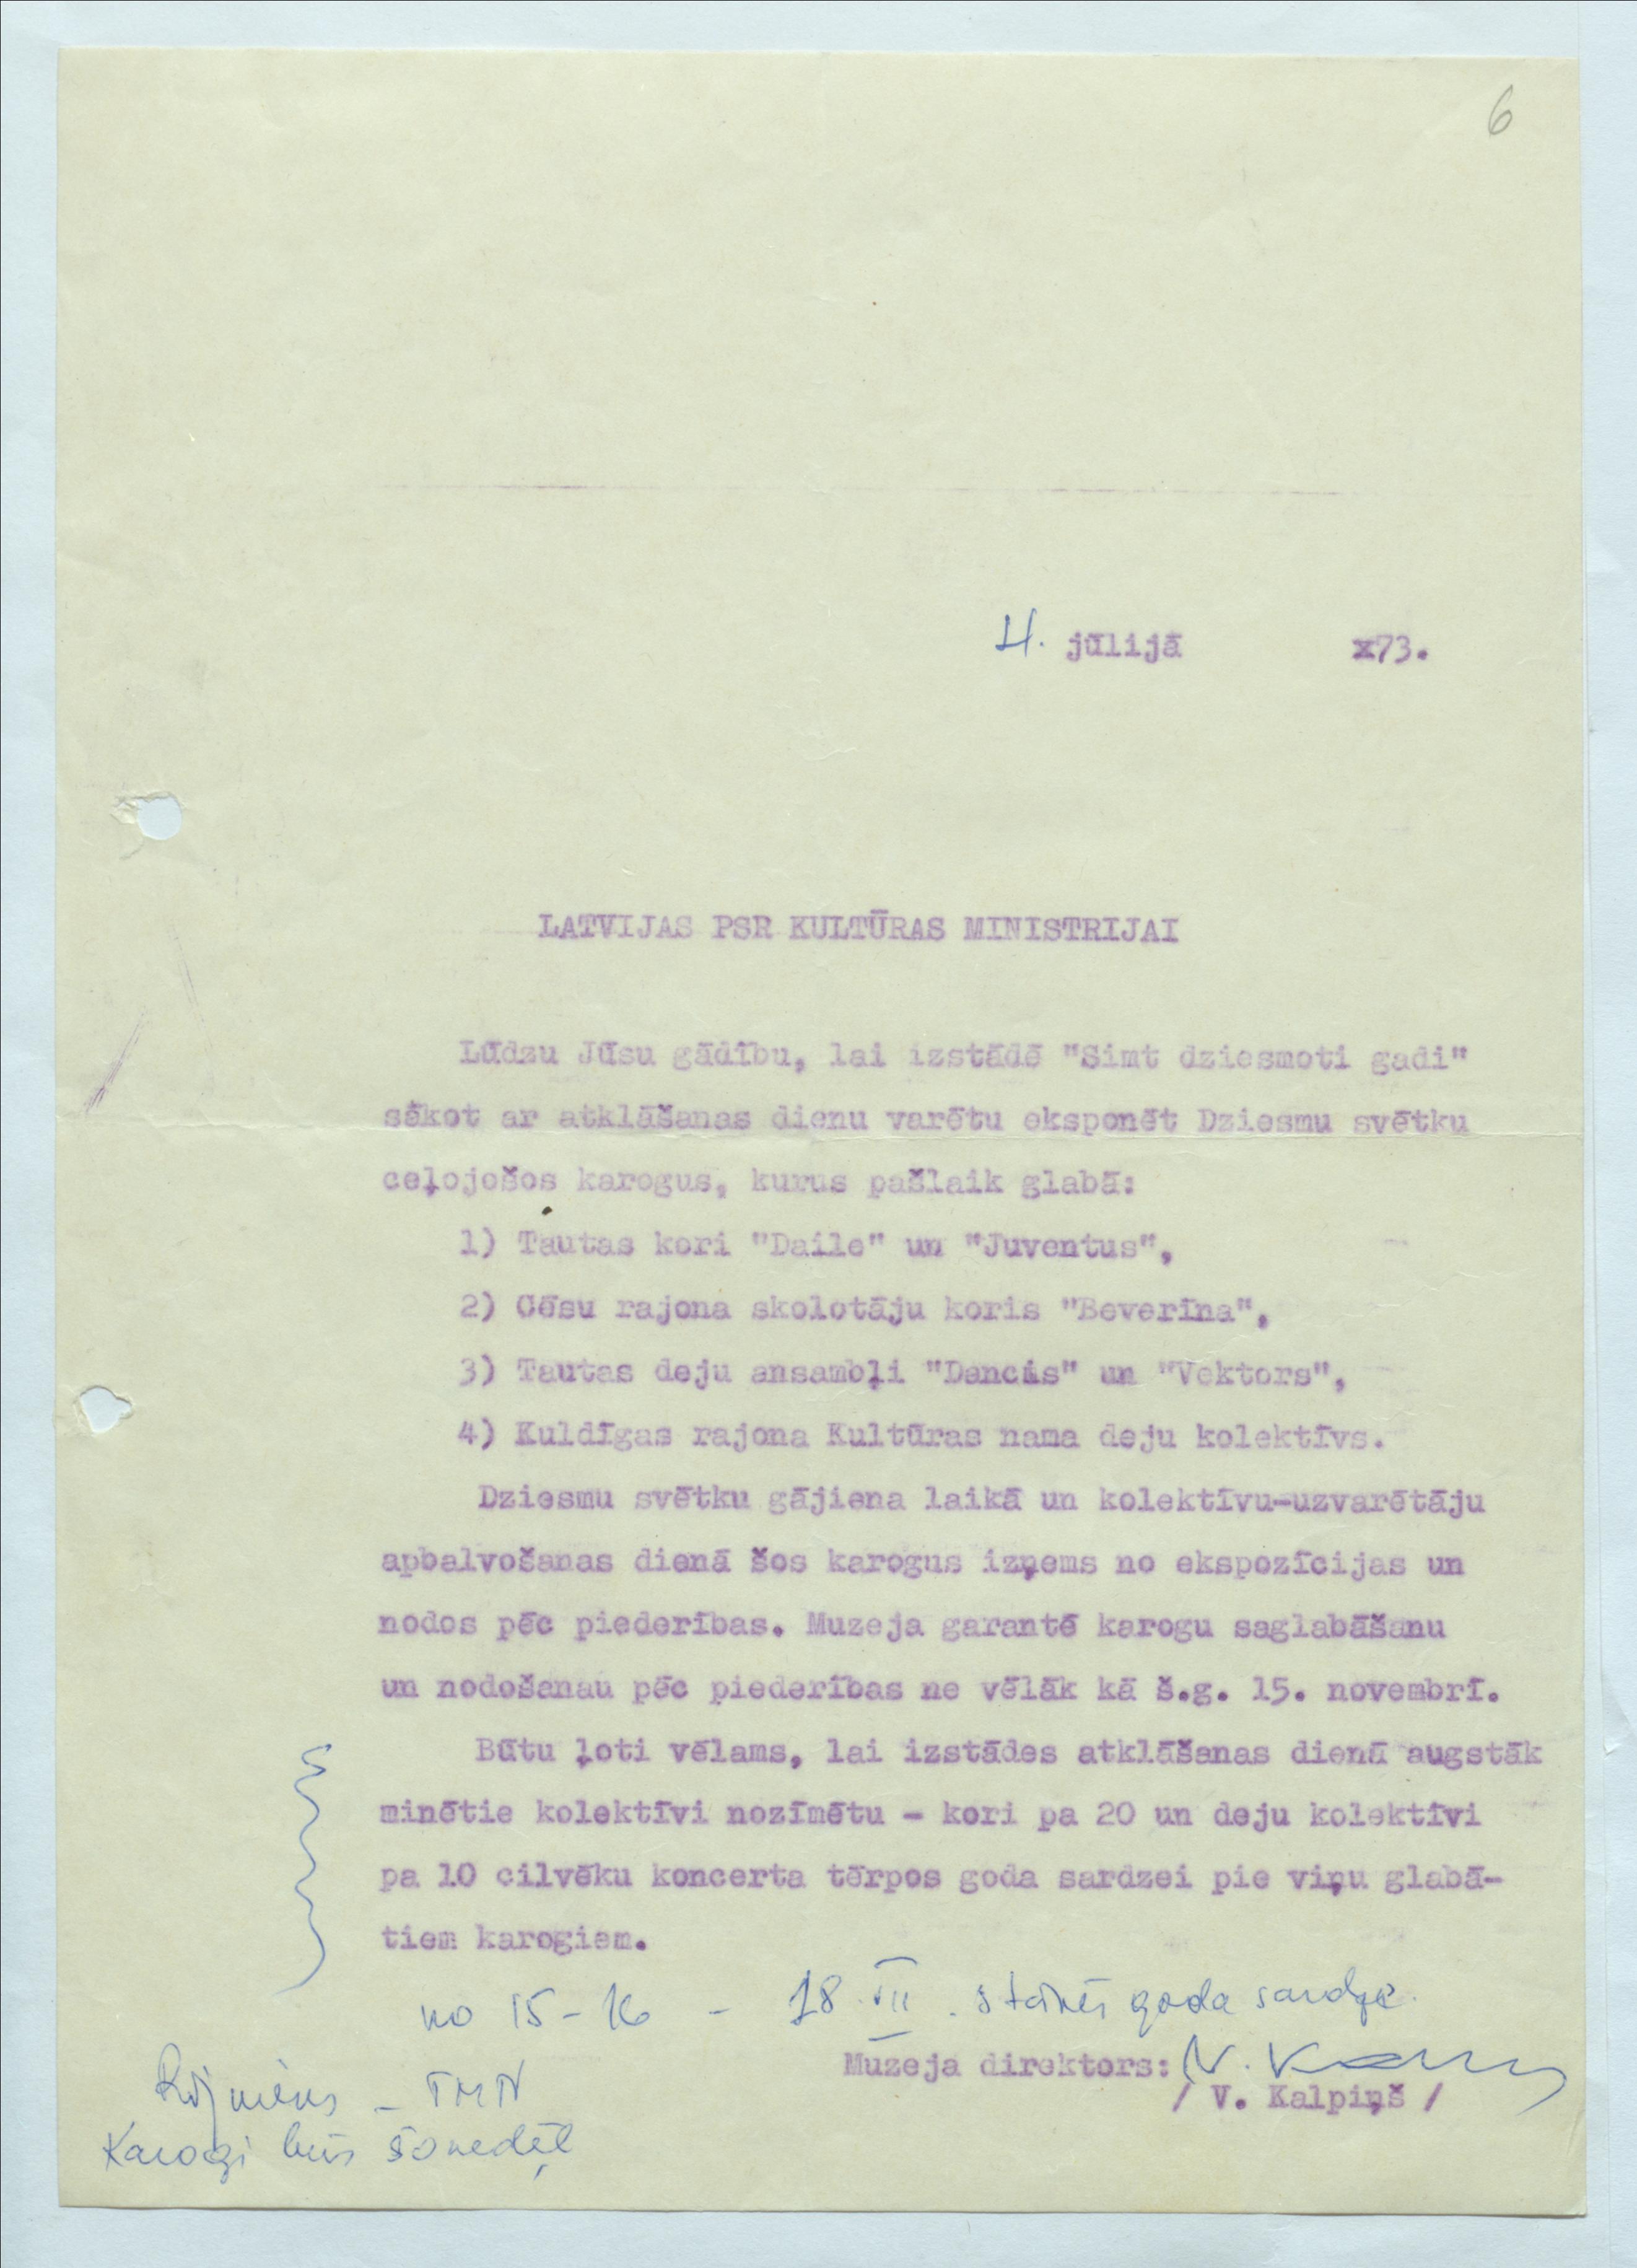 6
4. jūlijā x73.
LATVIJAS PSR KULTŪRAS MINISTRIJAI
Lūdzu Jūsu gādību, lai izstādē "Simt dziesmoti gadi"
sākot ar atklāšanas dienu varētu eksponēt Dziesmu svētku
ceļojošos karogus, kurus pašlaik glabā:
1) Tautas kori "Daile" un "Juventus",
2) Cēsu rajona skolotāju koris "Beverīna",
3) Tautas deju ansambļi "Dancis" un "Vektors",
4) Kuldīgas rajona Kultūras nama deju kolektīvs.
Dziesmu svētku gājiena laikā un kolektīvu-uzvarētāju
apbalvošanas dienā šos karogus izņems no ekspozīcijas un
nodos pēc piederības. Muzeja garantē karogu saglabāšanu
un nodošanau pēc piederības ne vēlāk kā š.g. 15. novembrī.
Būtu ļoti vēlams, lai izstādes atklāšanas dienā augstāk
minētie kolektīvi nozīmētu - kori pa 20 un deju kolektīvi
pa 10 cilvēku koncerta tērpos goda sardzei pie viņu glabā-
tiem karogiem.
no 15-16 - 18. VII. stāvēs goda sardze.
Muzeja direktors:
/ V. Kalpiņš /
- TMN
Karogi būs šonedēļ